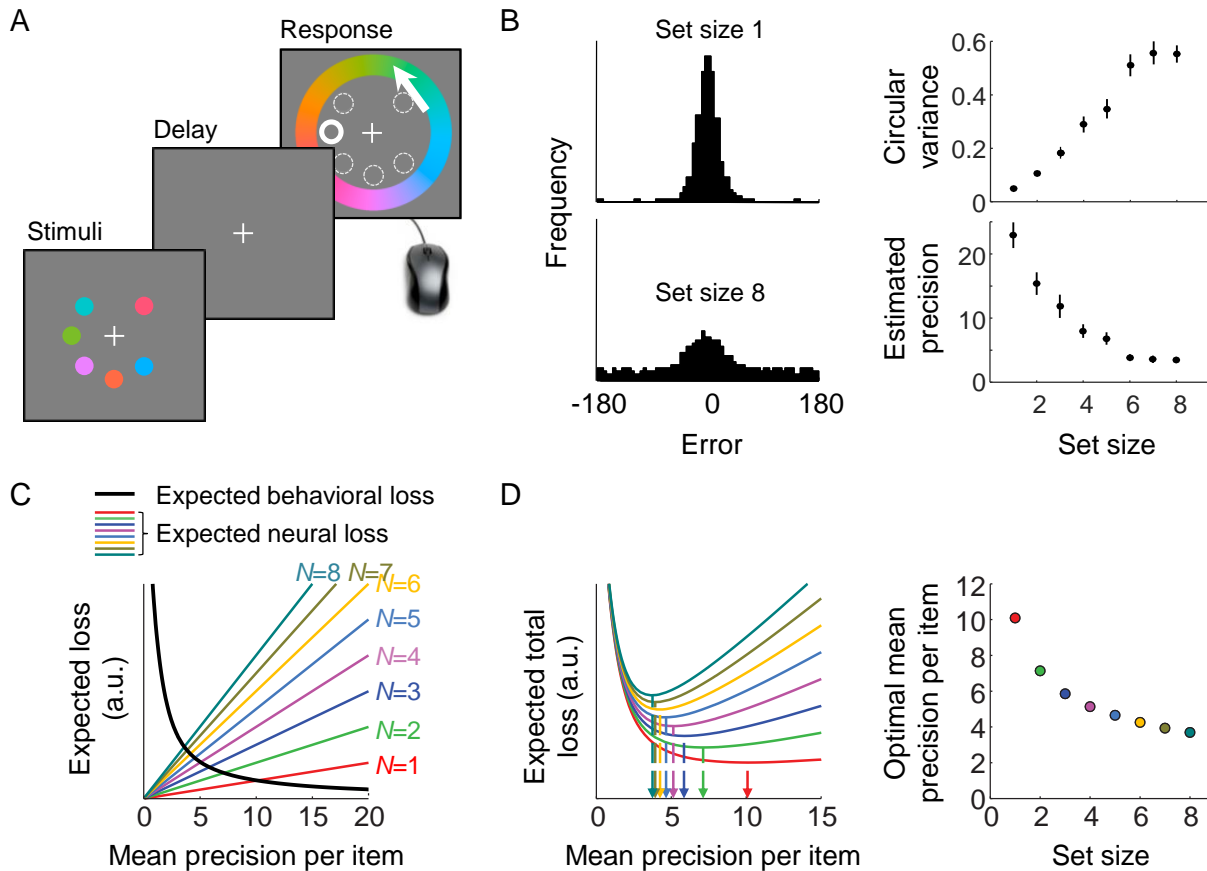 A
Response
Delay
Stimuli
B
Set size 1
Set size 8
Frequency
-180
0
180
Error
0.6
0.4
0.2
0
Circular
variance
20
10
0
Estimated
precision
2
4
6
8
Set size
C
Expected behavioral loss
Expected neural loss
N=8
N=7
N=6
N=5
N=4
N=3
N=2
N=1
Expected loss
(a.u.)
0
5
10
15
20
Mean precision per item
D
Expected total
loss (a.u.)
0
5
10
15
Mean precision per item
12
10
8
6
4
2
0
Optimal mean
precision per item
0
2
4
6
8
Set size